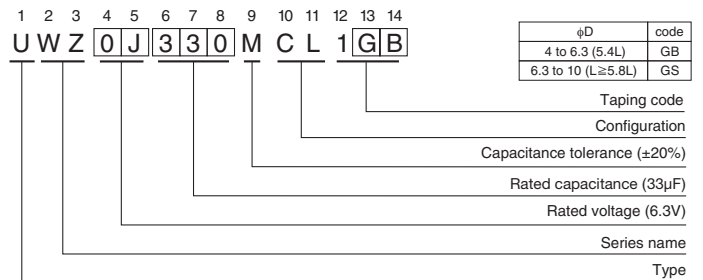 1 2 3 4 5 6 7 8 9 10 11 12 13 14
U W Z 0 J 3 3 0 M C L 1 G B
ϕD code
4 to 6.3 (5.4L) GB
6.3 to 10 (L≧5.8L) GS
Taping code
Configuration
Capacitance tolerance (±20%)
Rated capacitance (33µF)
Rated voltage (6.3V)
Series name
Type